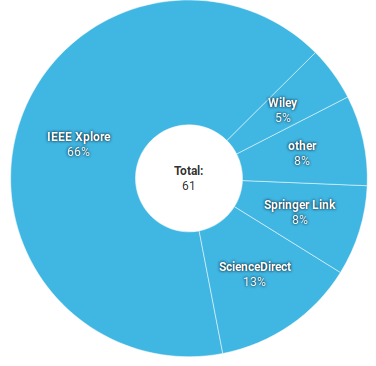 Wiley
5%
IEEE Xplore
66%
other
8%
Total:
61
Springer Link
8%
ScienceDirect
13%